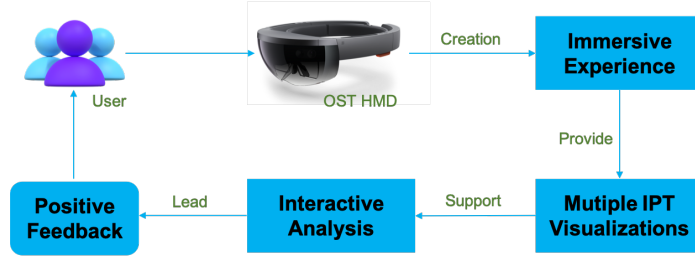 User
OST HMD
Creation
Immersive
Experience
Provide
Mutiple IPT
Visualizations
Support
Interactive
Analysis
Lead
Positive
Feedback